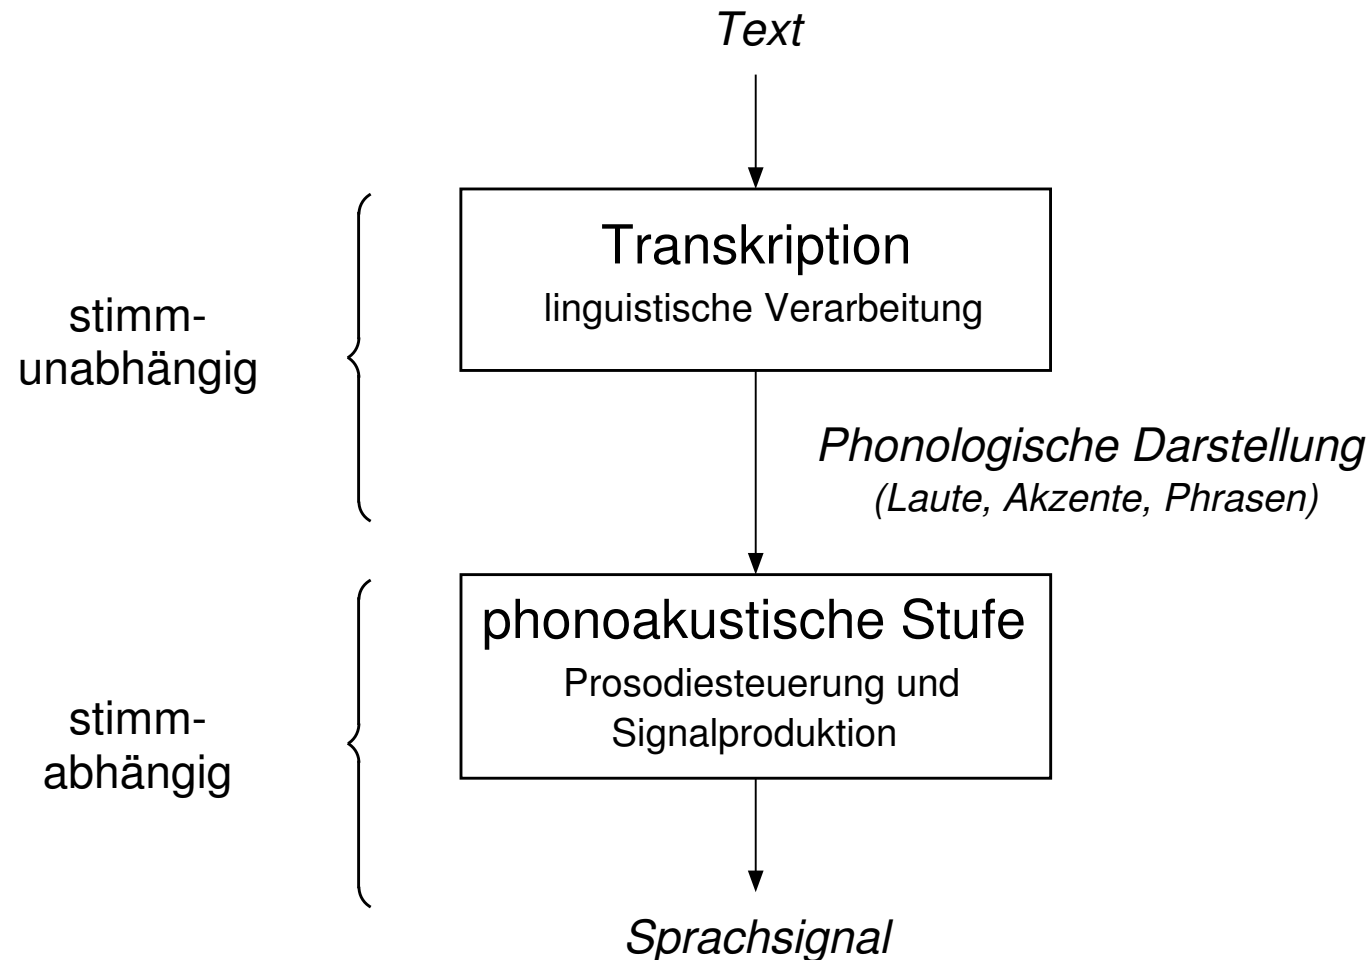 Text
Transkription
linguistische Verarbeitung
stimm-
unabhängig
Phonologische Darstellung
(Laute, Akzente, Phrasen)
phonoakustische Stufe
Prosodiesteuerung und
Signalproduktion
stimm-
abhängig
Sprachsignal